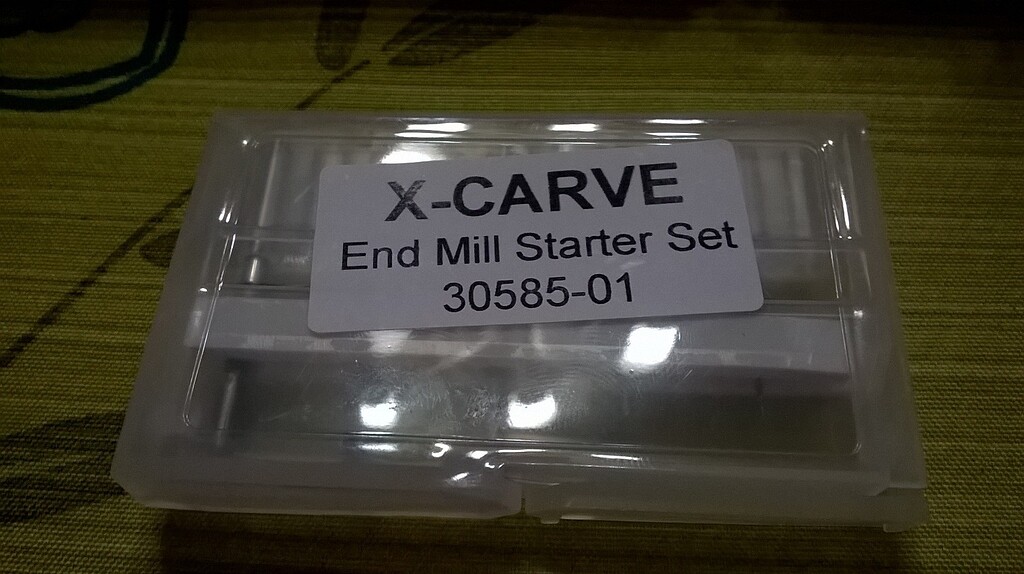 X-CARVE
End Mill Starter Set
30585-01